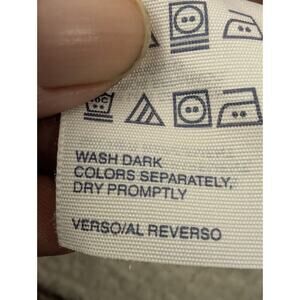 WASH DARK
COLORS SEPARATELY,
DRY PROMPTLY
VERSO/AL REVERSO